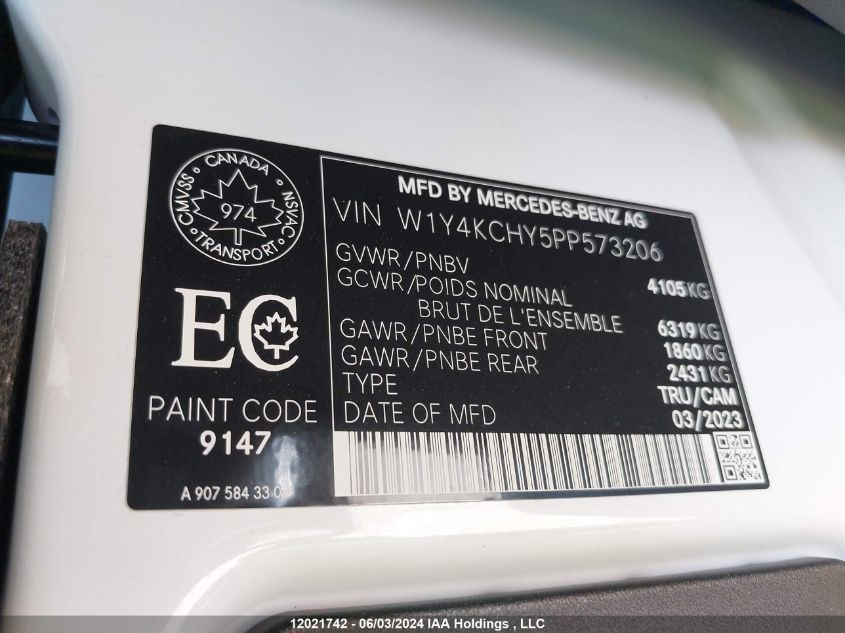 CANADA
CMVSS NSVAC
974
TRANSPORT
EC
PAINT CODE
9147
A 907 584 33
MFD BY MERCEDES-BENZ AG
VIN W1Y4KCHY5PP573206
GVWR/PNBV 4105 KG
GCWR/POIDS NOMINAL
BRUT DE L'ENSEMBLE 6319 KG
GAWR/PNBE FRONT 1860 KG
GAWR/PNBE REAR 2431 KG
TYPE TRU/CAM
DATE OF MFD 03/2023
12021742 - 06/03/2024 IAA Holdings, LLC